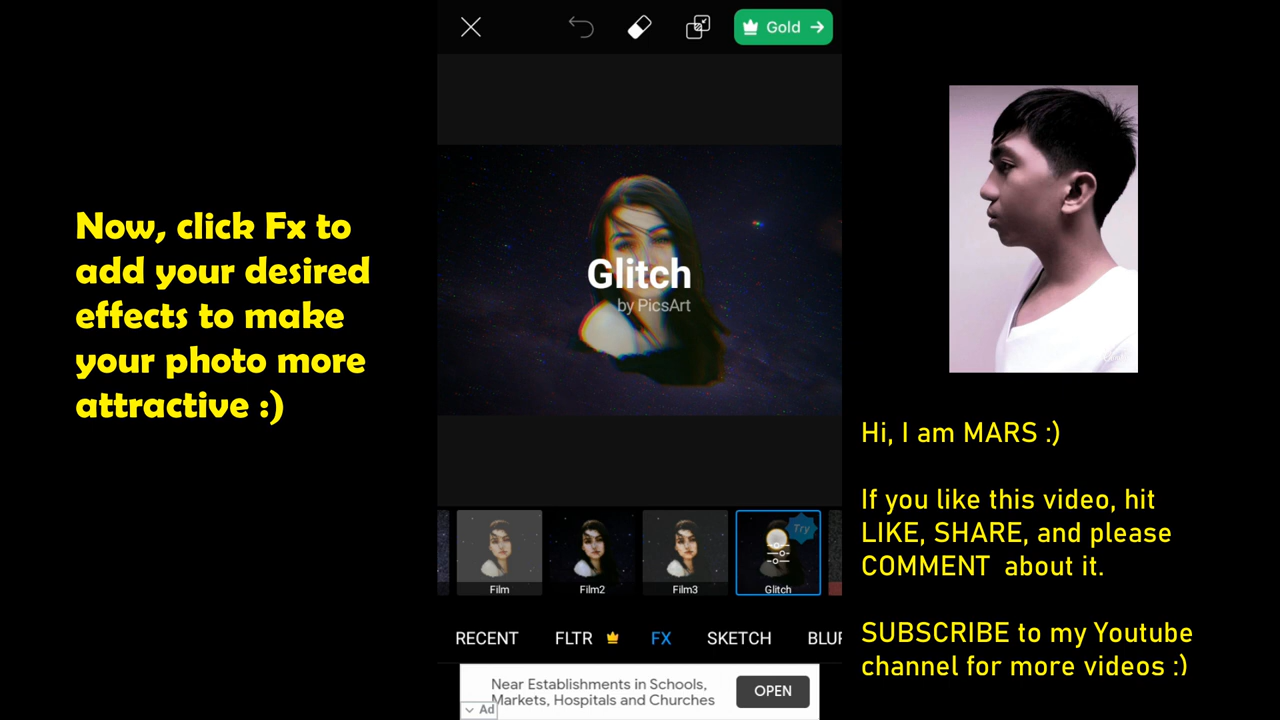 Now, click Fx to
add your desired
effects to make
your photo more
attractive :)
Gold
Glitch
by PicsArt
Try
Film
Film2
Film3
Glitch
RECENT
FLTR
FX
SKETCH
BLUR
Near Establishments in Schools,
Markets, Hospitals and Churches
OPEN
Ad
Hi, I am MARS :)
If you like this video, hit
LIKE, SHARE, and please
COMMENT about it.
SUBSCRIBE to my Youtube
channel for more videos :)